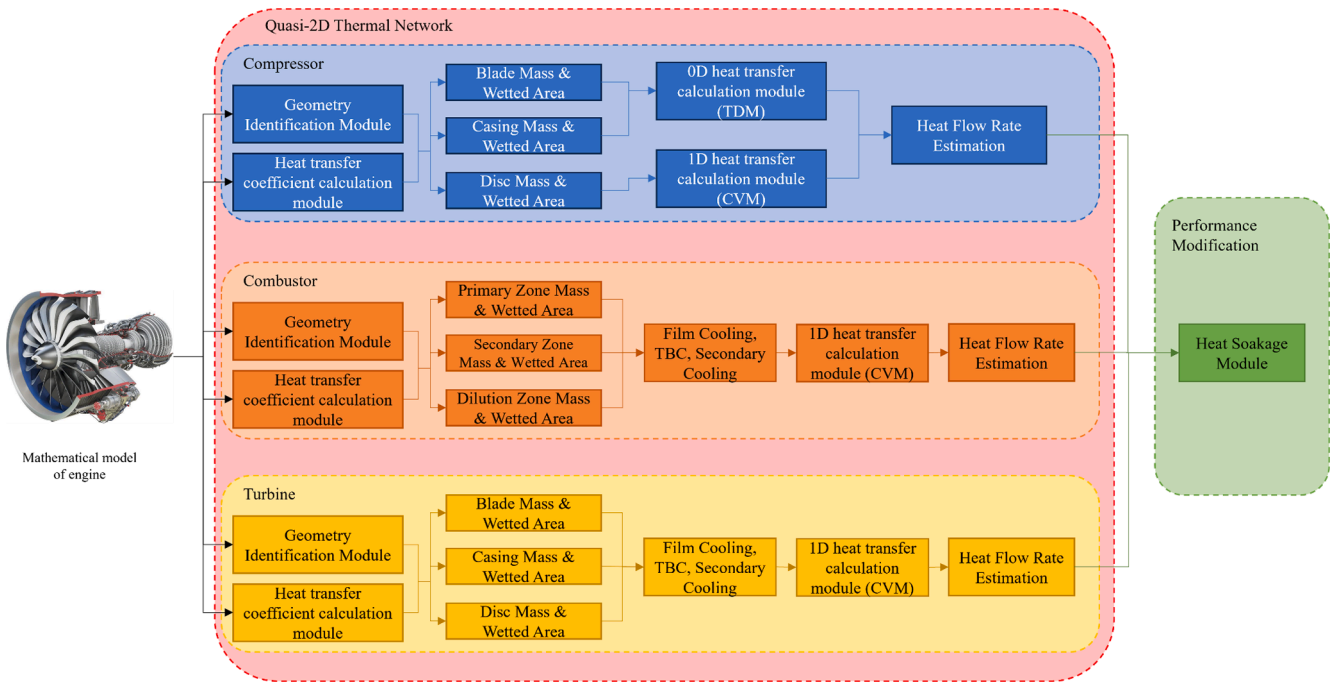 Quasi-2D Thermal Network
Compressor
Geometry
Identification Module
Heat transfer
coefficient calculation
module
Blade Mass &
Wetted Area
Casing Mass &
Wetted Area
Disc Mass &
Wetted Area
0D heat transfer
calculation module
(TDM)
1D heat transfer
calculation module
(CVM)
Heat Flow Rate
Estimation
Combustor
Geometry
Identification Module
Heat transfer
coefficient calculation
module
Primary Zone Mass
& Wetted Area
Secondary Zone
Mass & Wetted Area
Dilution Zone Mass
& Wetted Area
Film Cooling,
TBC, Secondary
Cooling
1D heat transfer
calculation
module (CVM)
Heat Flow Rate
Estimation
Turbine
Geometry
Identification Module
Heat transfer
coefficient calculation
module
Blade Mass &
Wetted Area
Casing Mass &
Wetted Area
Disc Mass &
Wetted Area
Film Cooling,
TBC, Secondary
Cooling
1D heat transfer
calculation
module (CVM)
Heat Flow Rate
Estimation
Mathematical model
of engine
Performance
Modification
Heat Soakage
Module